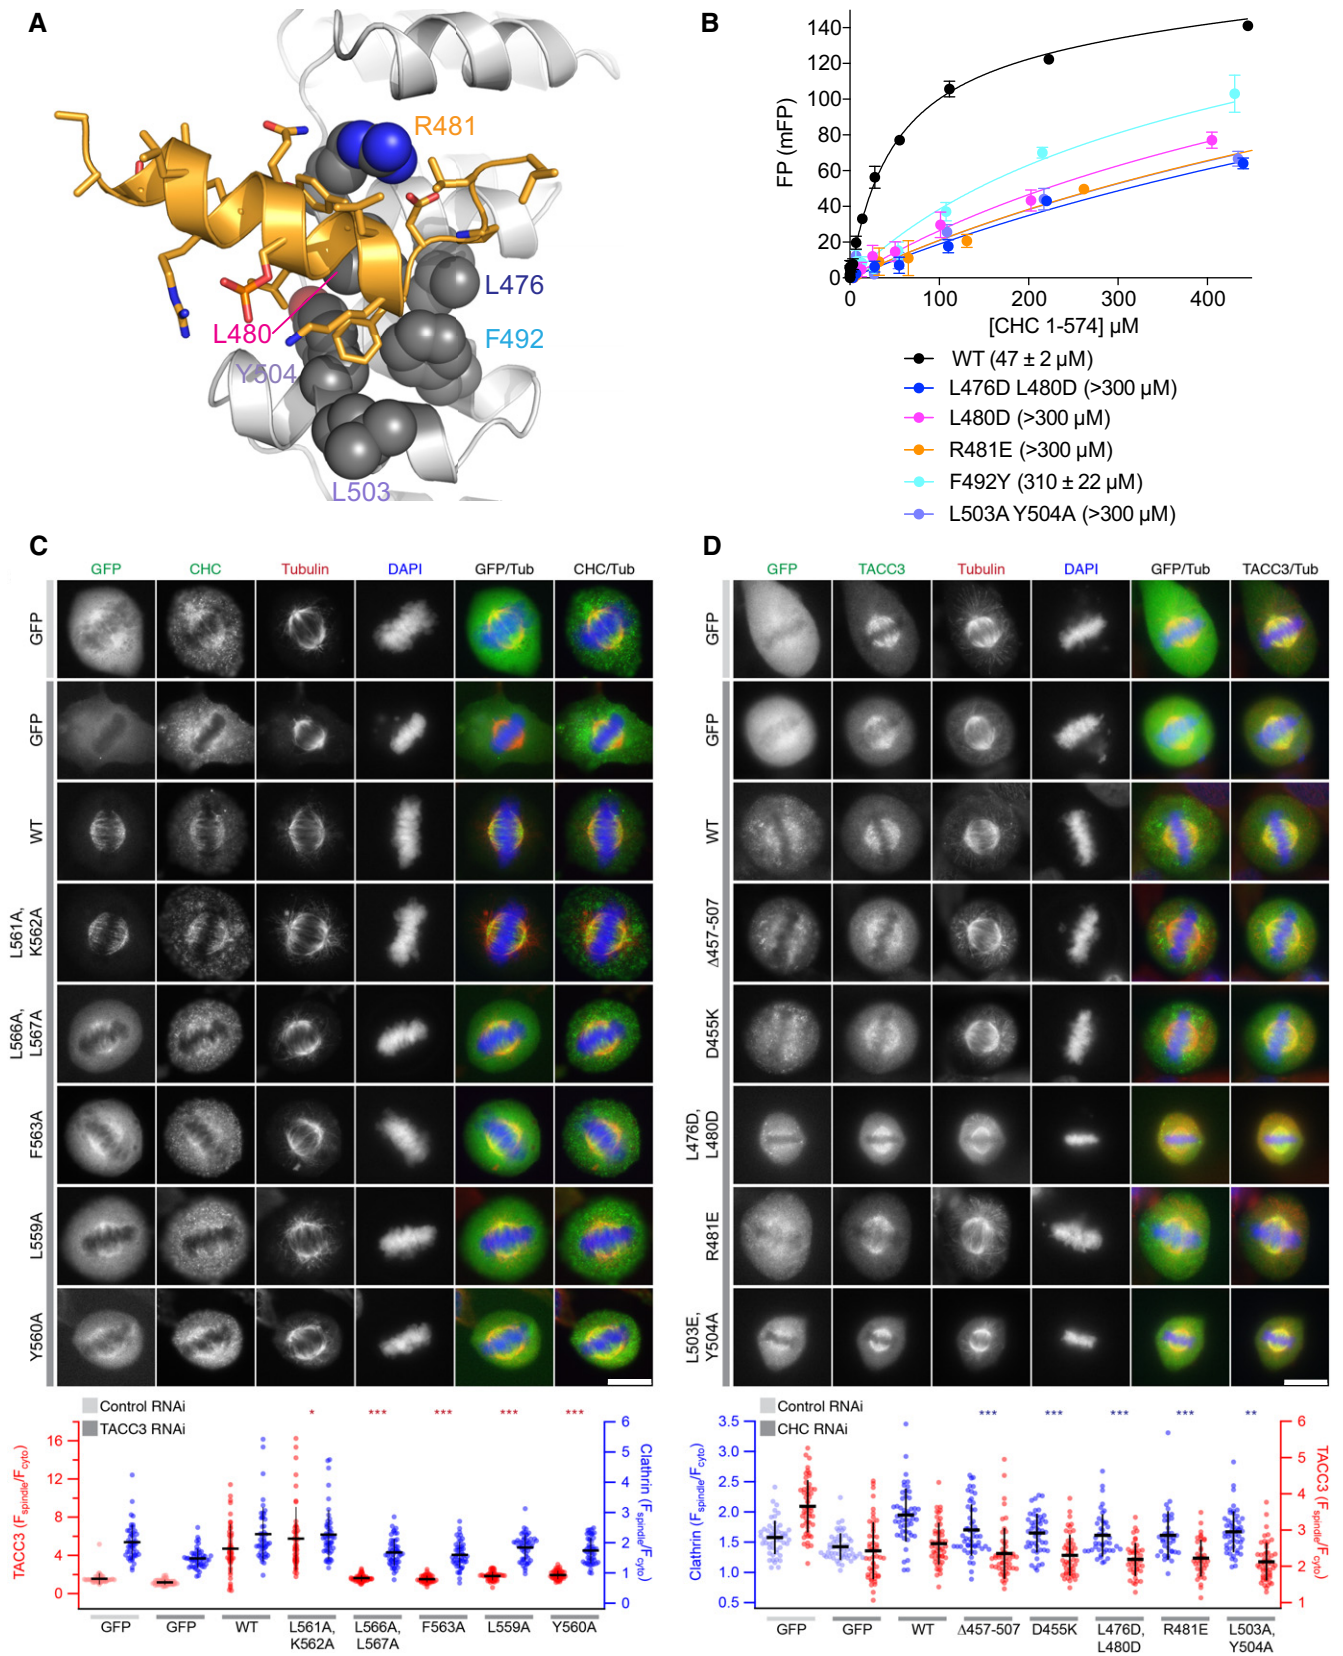 A
R481
L476
L480
F492
Y504
L503
B
FP (mFP)
140
120
100
80
60
40
20
0
0 100 200 300 400
[CHC 1-574] µM
WT (47 ± 2 µM)
L476D L480D (>300 µM)
L480D (>300 µM)
R481E (>300 µM)
F492Y (310 ± 22 µM)
L503A Y504A (>300 µM)
C
GFP CHC Tubulin DAPI GFP/Tub CHC/Tub
GFP
GFP
WT
L561A,
K562A
L566A,
L567A
F563A
L559A
Y560A
Control RNAi
TACC3 RNAi
* *** *** *** ***
TACC3 (Fspindle/Fcyto)
16
12
8
4
0
Clathrin (Fspindle/Fcyto)
6
5
4
3
2
1
0
GFP GFP WT L561A, L566A, F563A L559A Y560A
K562A L567A
D
GFP TACC3 Tubulin DAPI GFP/Tub TACC3/Tub
GFP
GFP
WT
Δ457-507
D455K
L476D,
L480D
R481E
L503E,
Y504A
Control RNAi
CHC RNAi
*** *** *** *** **
Clathrin (Fspindle/Fcyto)
3.5
3.0
2.5
2.0
1.5
1.0
0.5
TACC3 (Fspindle/Fcyto)
6
5
4
3
2
1
GFP GFP WT Δ457-507 D455K L476D, R481E L503A,
L480D Y504A